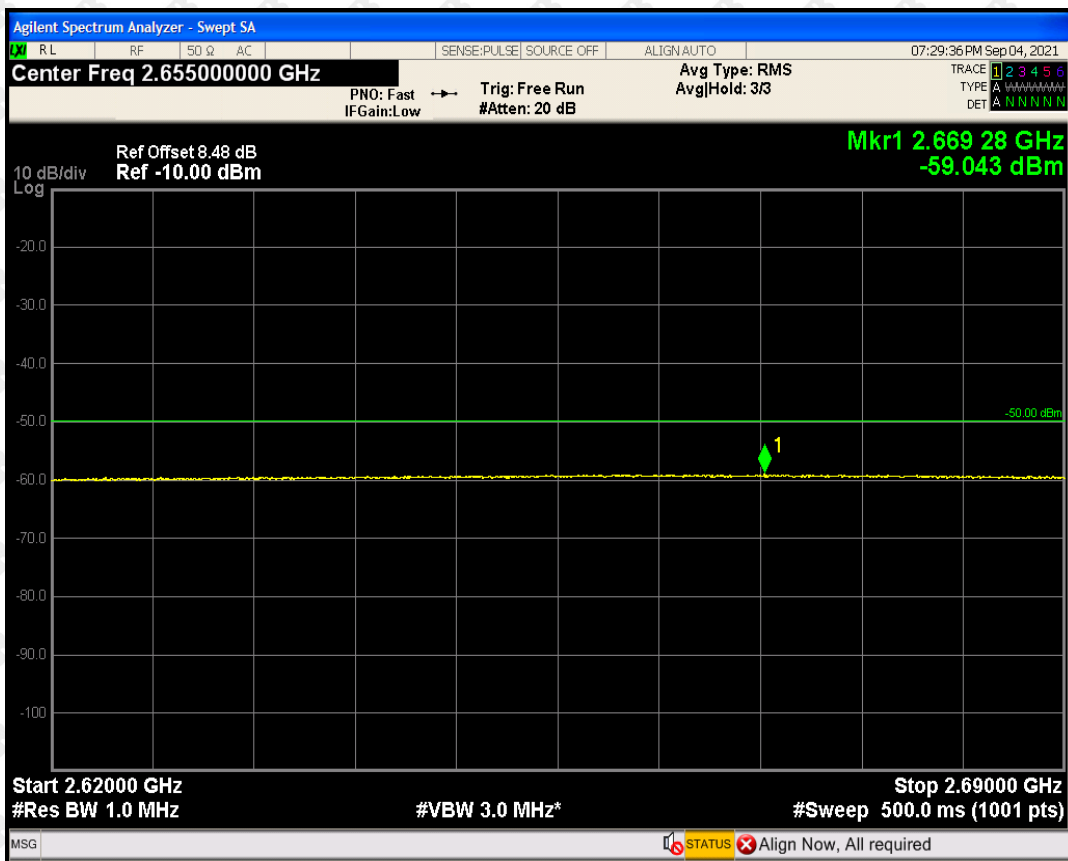 Agilent Spectrum Analyzer - Swept SA
LXI RL RF 50 Ω AC SENSE:PULSE SOURCE OFF ALIGN AUTO 07:29:36 PM Sep 04, 2021
Center Freq 2.655000000 GHz
PNO: Fast
IFGain:Low
Trig: Free Run
#Atten: 20 dB
Avg Type: RMS
Avg|Hold: 3/3
TRACE 1 2 3 4 5 6
TYPE A WWWWW
DET A N N N N N
Mkr1 2.669 28 GHz
-59.043 dBm
Ref Offset 8.48 dB
10 dB/div Ref -10.00 dBm
Log
-20.0
-30.0
-40.0
-50.0
-50.00 dBm
1
-60.0
-70.0
-80.0
-90.0
-100
Start 2.62000 GHz Stop 2.69000 GHz
#Res BW 1.0 MHz #VBW 3.0 MHz* #Sweep 500.0 ms (1001 pts)
MSG STATUS Align Now, All required